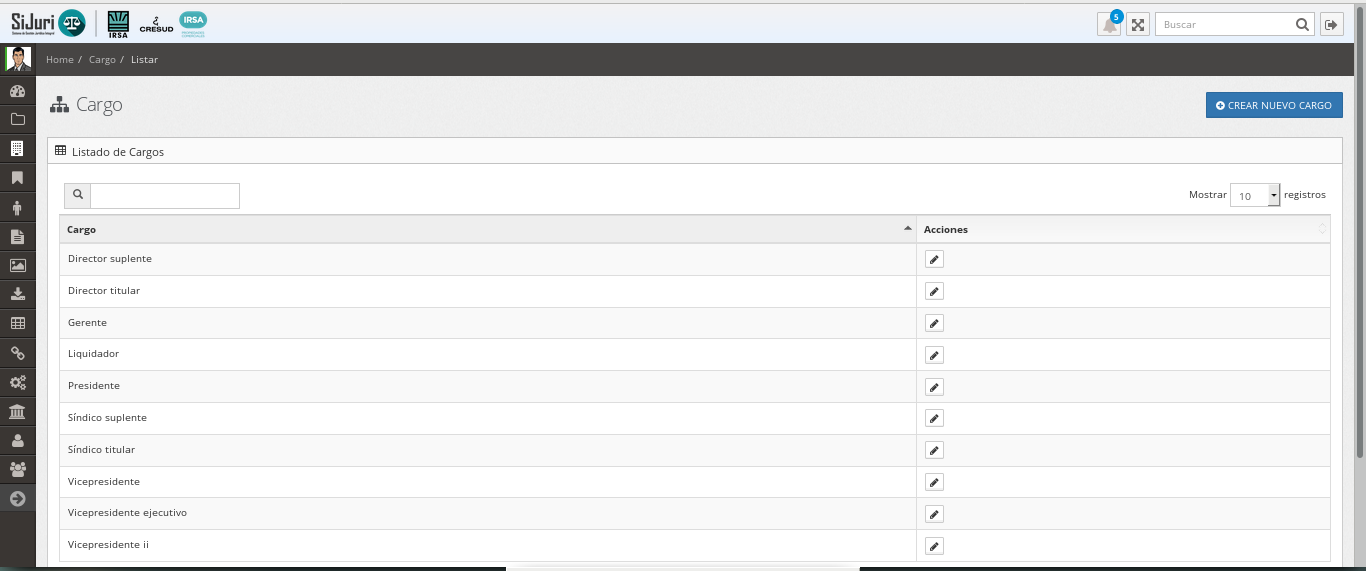 SiJuri
IRSA
CRESUD
IRSA
5
Buscar
Home / Cargo / Listar
Cargo
CREAR NUEVO CARGO
Listado de Cargos
Mostrar 10 registros
Cargo Acciones
Director suplente
Director titular
Gerente
Liquidador
Presidente
Síndico suplente
Síndico titular
Vicepresidente
Vicepresidente ejecutivo
Vicepresidente ii